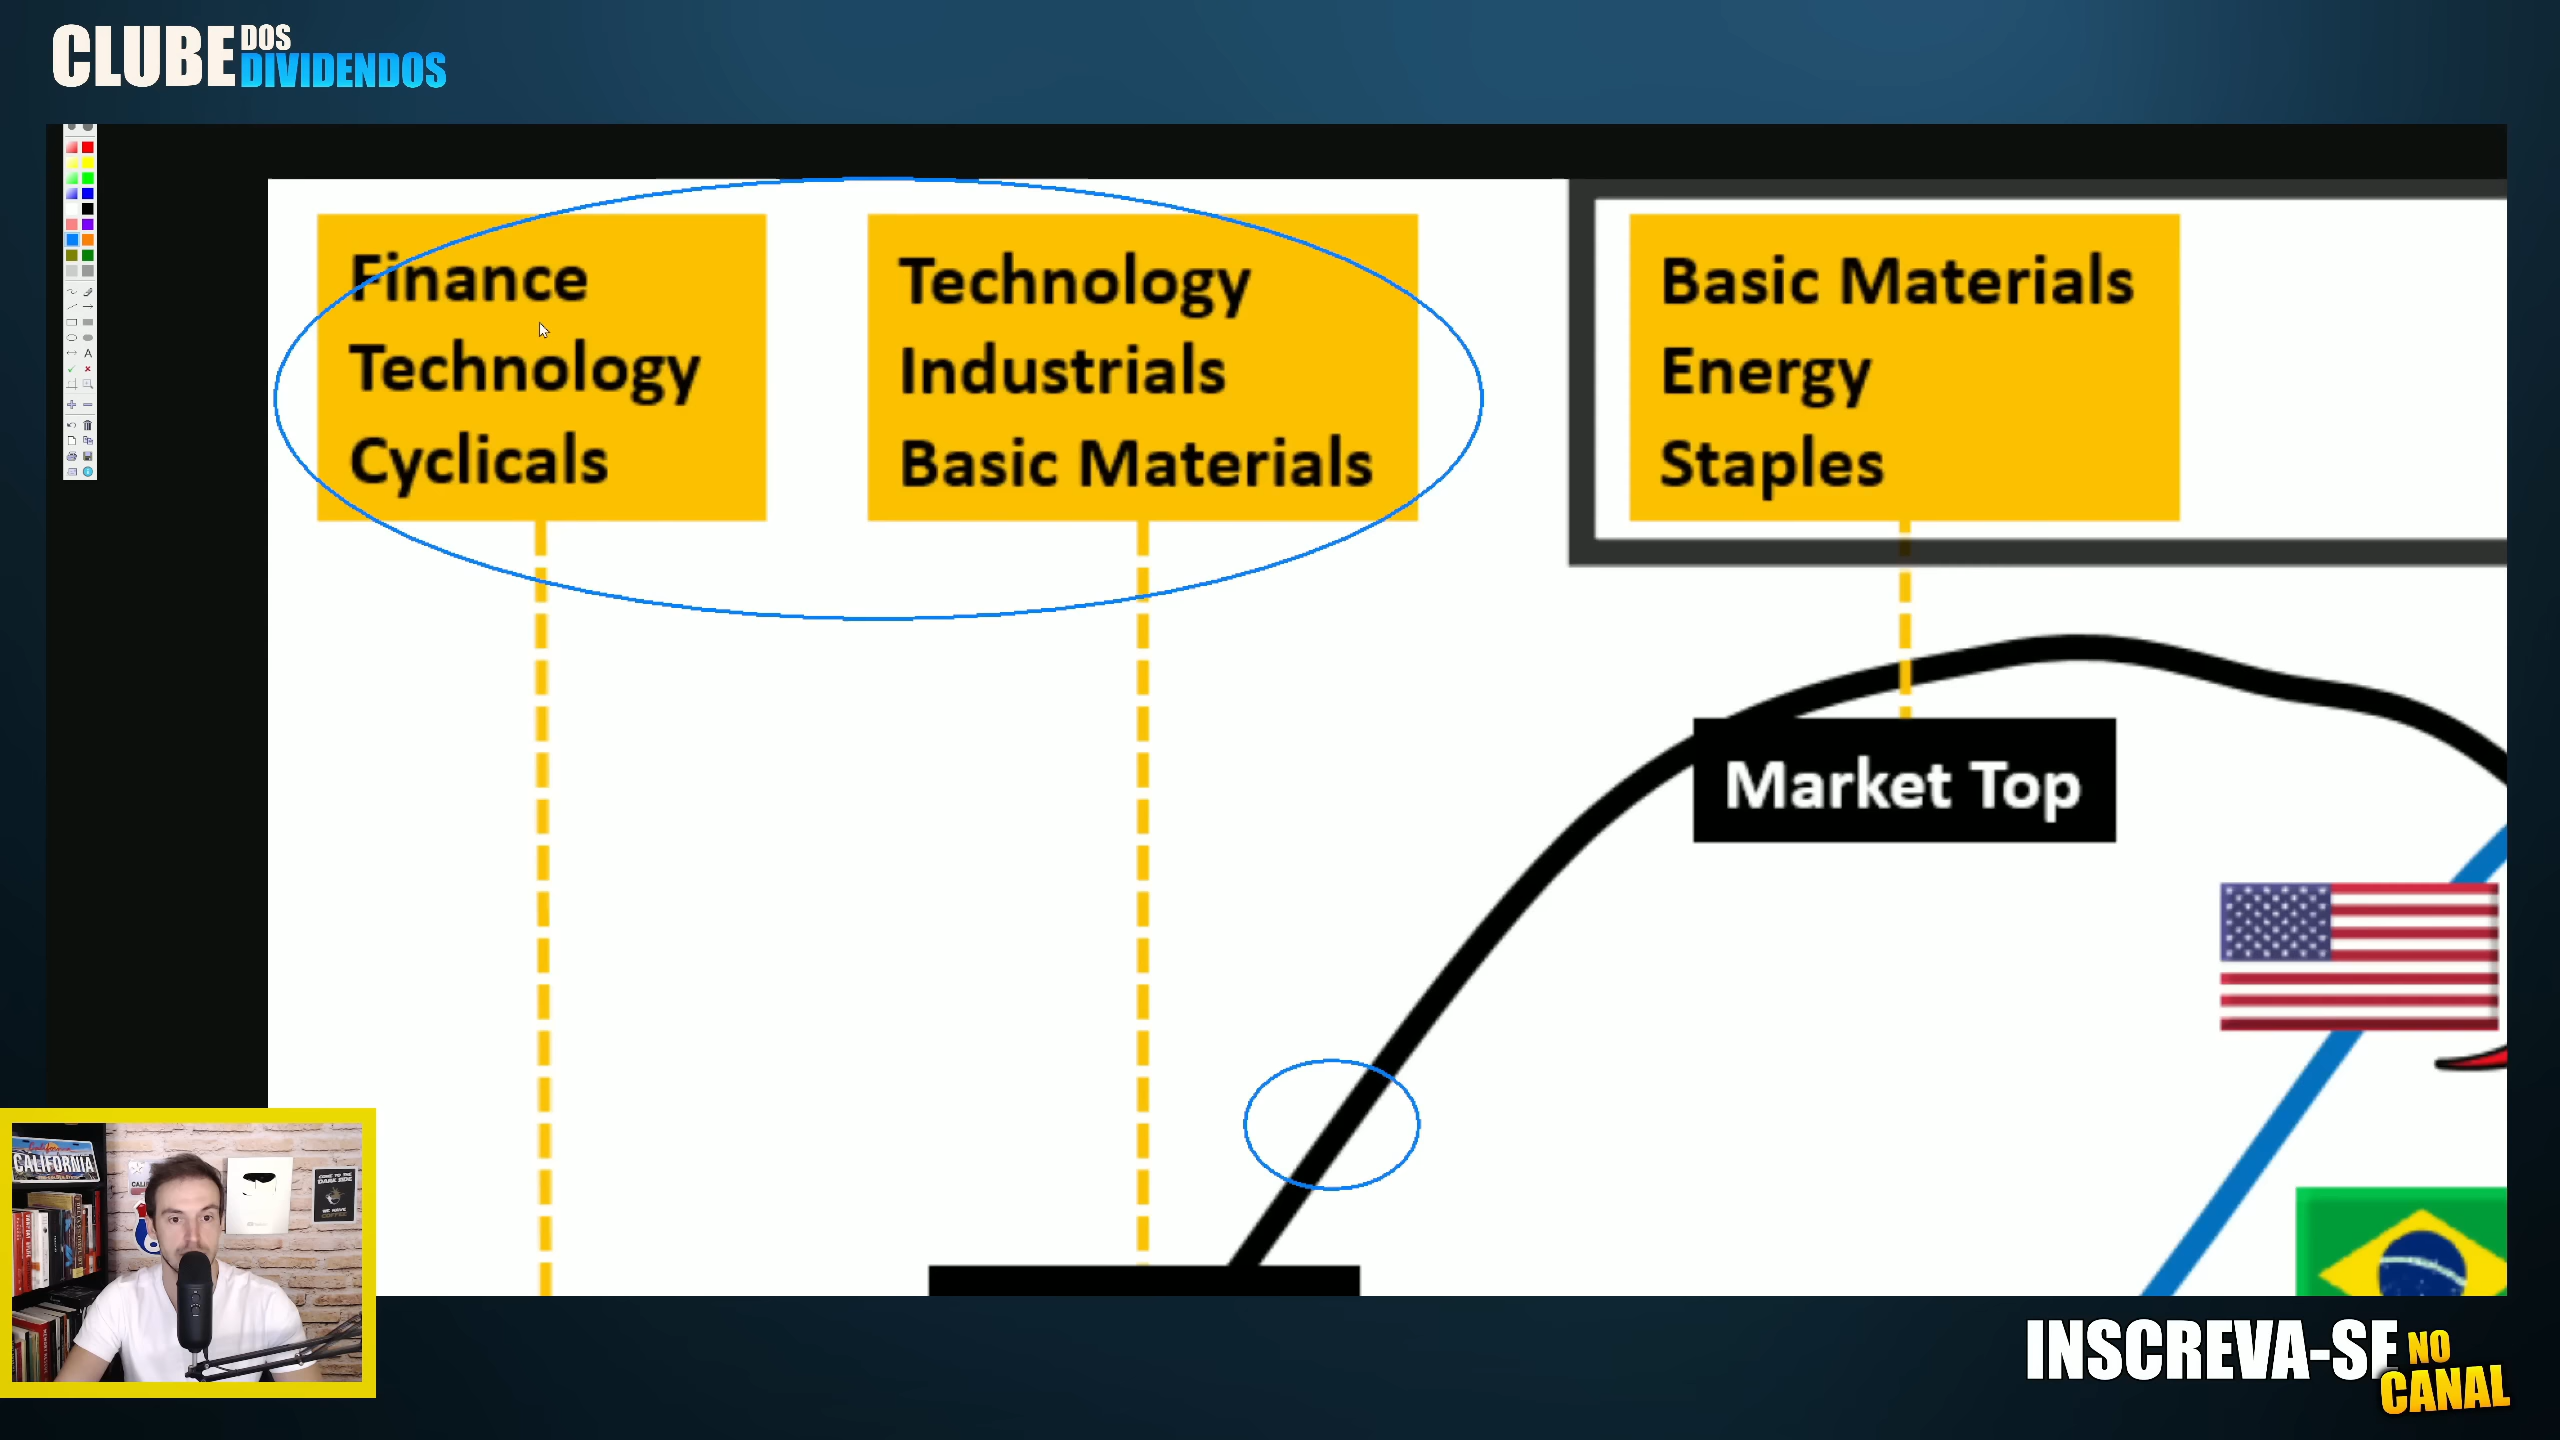 CLUBE DOS
DIVIDENDOS
Finance
Technology
Cyclicals
Technology
Industrials
Basic Materials
Basic Materials
Energy
Staples
Market Top
CALIFORNIA
INSCREVA-SE NO
CANAL